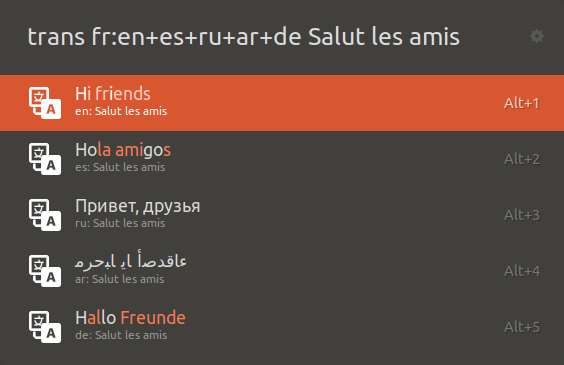 trans fr:en+es+ru+ar+de Salut les amis
Hi friends
en: Salut les amis
Alt+1
Hola amigos
es: Salut les amis
Alt+2
Привет, друзья
ru: Salut les amis
Alt+3
ءاقدصأ اي ابحرم
ar: Salut les amis
Alt+4
Hallo Freunde
de: Salut les amis
Alt+5